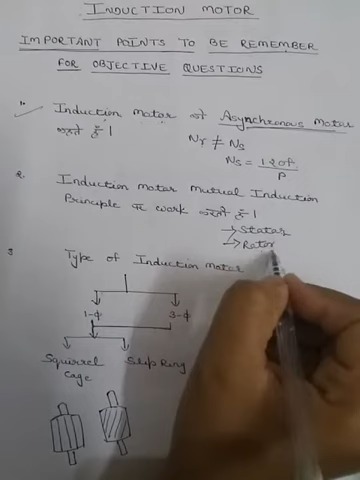 INDUCTION MOTOR
IMPORTANT POINTS TO BE REMEMBER
FOR OBJECTIVE QUESTIONS
1. Induction Motor को Asynchronous Motor
कहते हैं।
Nr ≠ Ns
Ns = 120f / P
2. Induction motor Mutual Induction
Principle पर work करती है।
→ Stator
→ Rotor
3 Type of Induction Motor
1-ϕ 3-ϕ
Squirrel Slip Ring
Cage